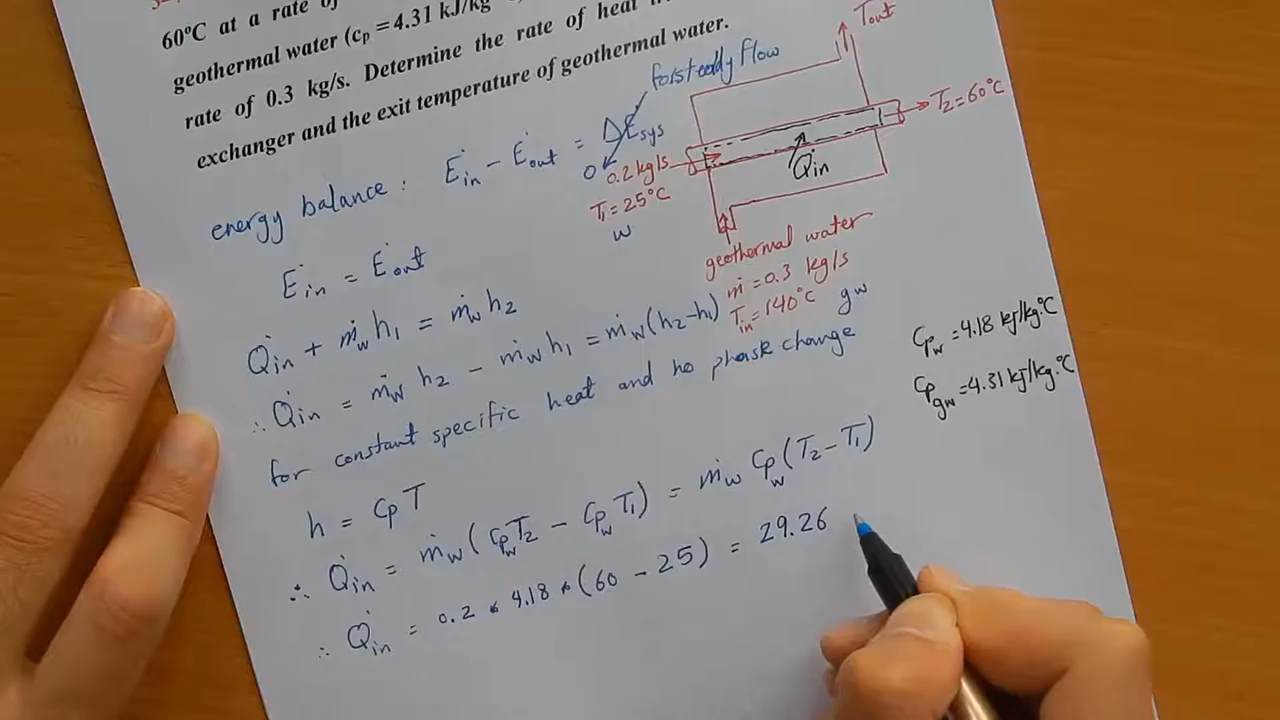 60°C at a rate of
geothermal water (cp = 4.31 kJ/kg
rate of 0.3 kg/s. Determine the rate of heat
exchanger and the exit temperature of geothermal water.
for steady flow
Tout
T2 = 60°C
energy balance : Ėin - Ėout = ΔĖsys
0
0.2 kg/s
T1 = 25°C
w
Q̇in
geothermal water
ṁ = 0.3 kg/s
Tin = 140°C
gw
Ėin = Ėout
Q̇in + ṁw h1 = ṁw h2
∴ Q̇in = ṁw h2 - ṁw h1 = ṁw (h2 - h1)
for constant specific heat and no phase change
Cpw = 4.18 kj/kg.°C
Cpgw = 4.31 kj/kg.°C
h = Cp T
∴ Q̇in = ṁw ( Cpw T2 - Cpw T1 ) = ṁw Cpw (T2 - T1)
∴ Q̇in = 0.2 * 4.18 * (60 - 25) = 29.26